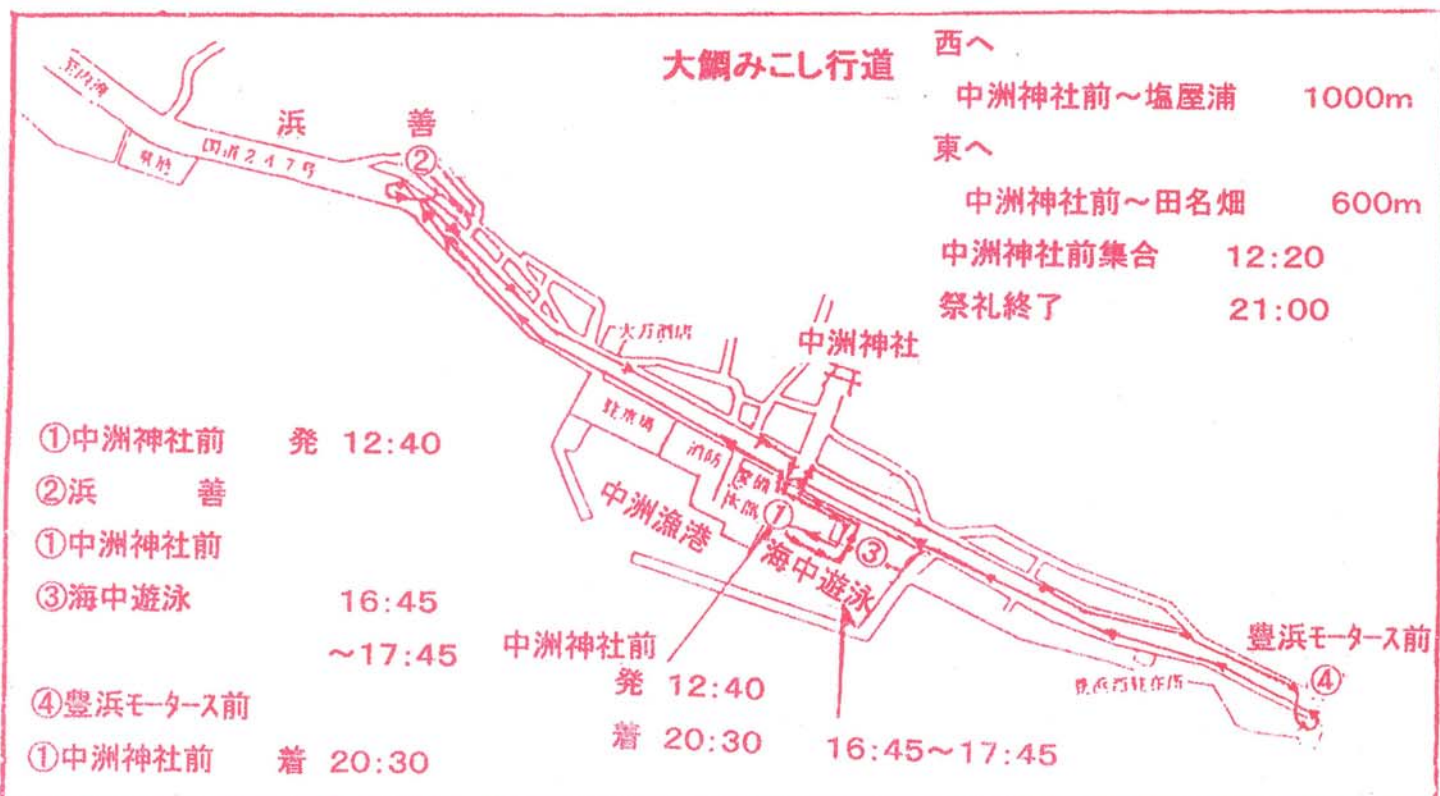 大鯛みこし行道
西へ
中洲神社前～塩屋浦 1000m
東へ
中洲神社前～田名畑 600m
中洲神社前集合 12:20
祭礼終了 21:00
浜 善
②
国道247号
中洲神社
駐車場
消防
中洲漁港
①
海中遊泳
③
中洲神社前
発 12:40
着 20:30
16:45～17:45
豊浜モータース前
④
①中洲神社前 発 12:40
②浜 善
①中洲神社前
③海中遊泳 16:45
～17:45
④豊浜モータース前
①中洲神社前 着 20:30